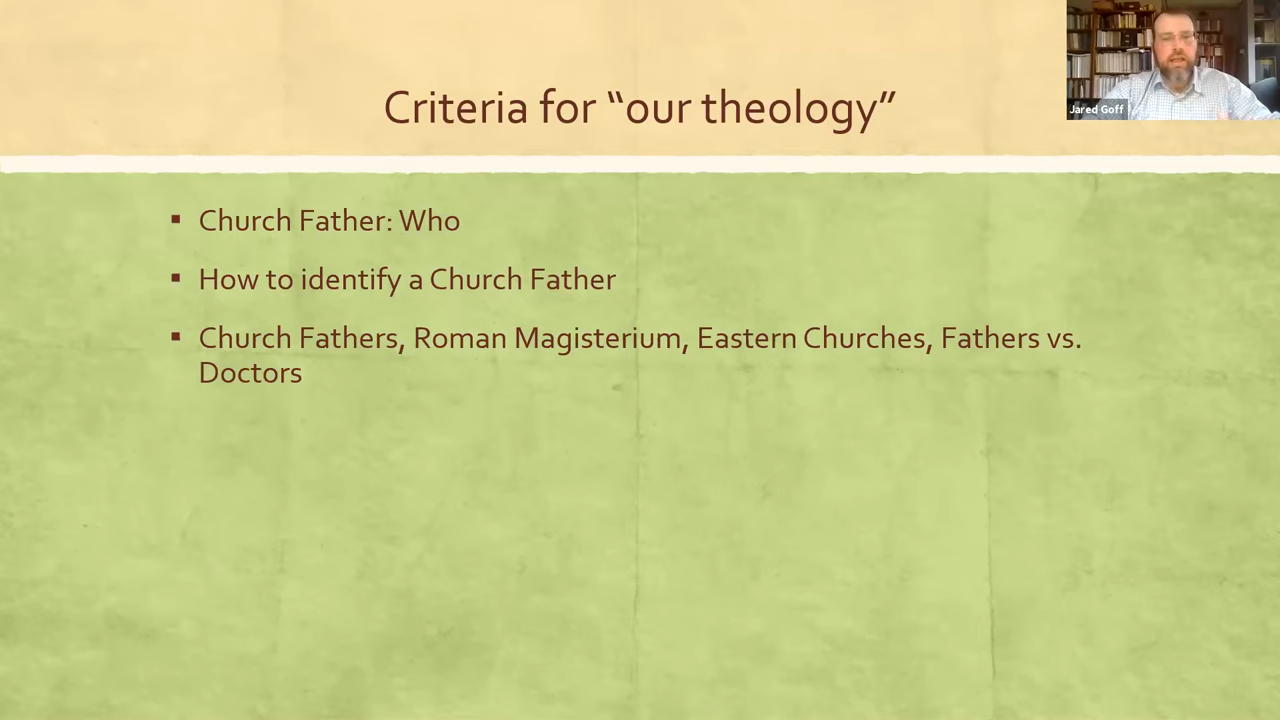 Criteria for “our theology”
Jared Goff
▪ Church Father: Who
▪ How to identify a Church Father
▪ Church Fathers, Roman Magisterium, Eastern Churches, Fathers vs.
Doctors